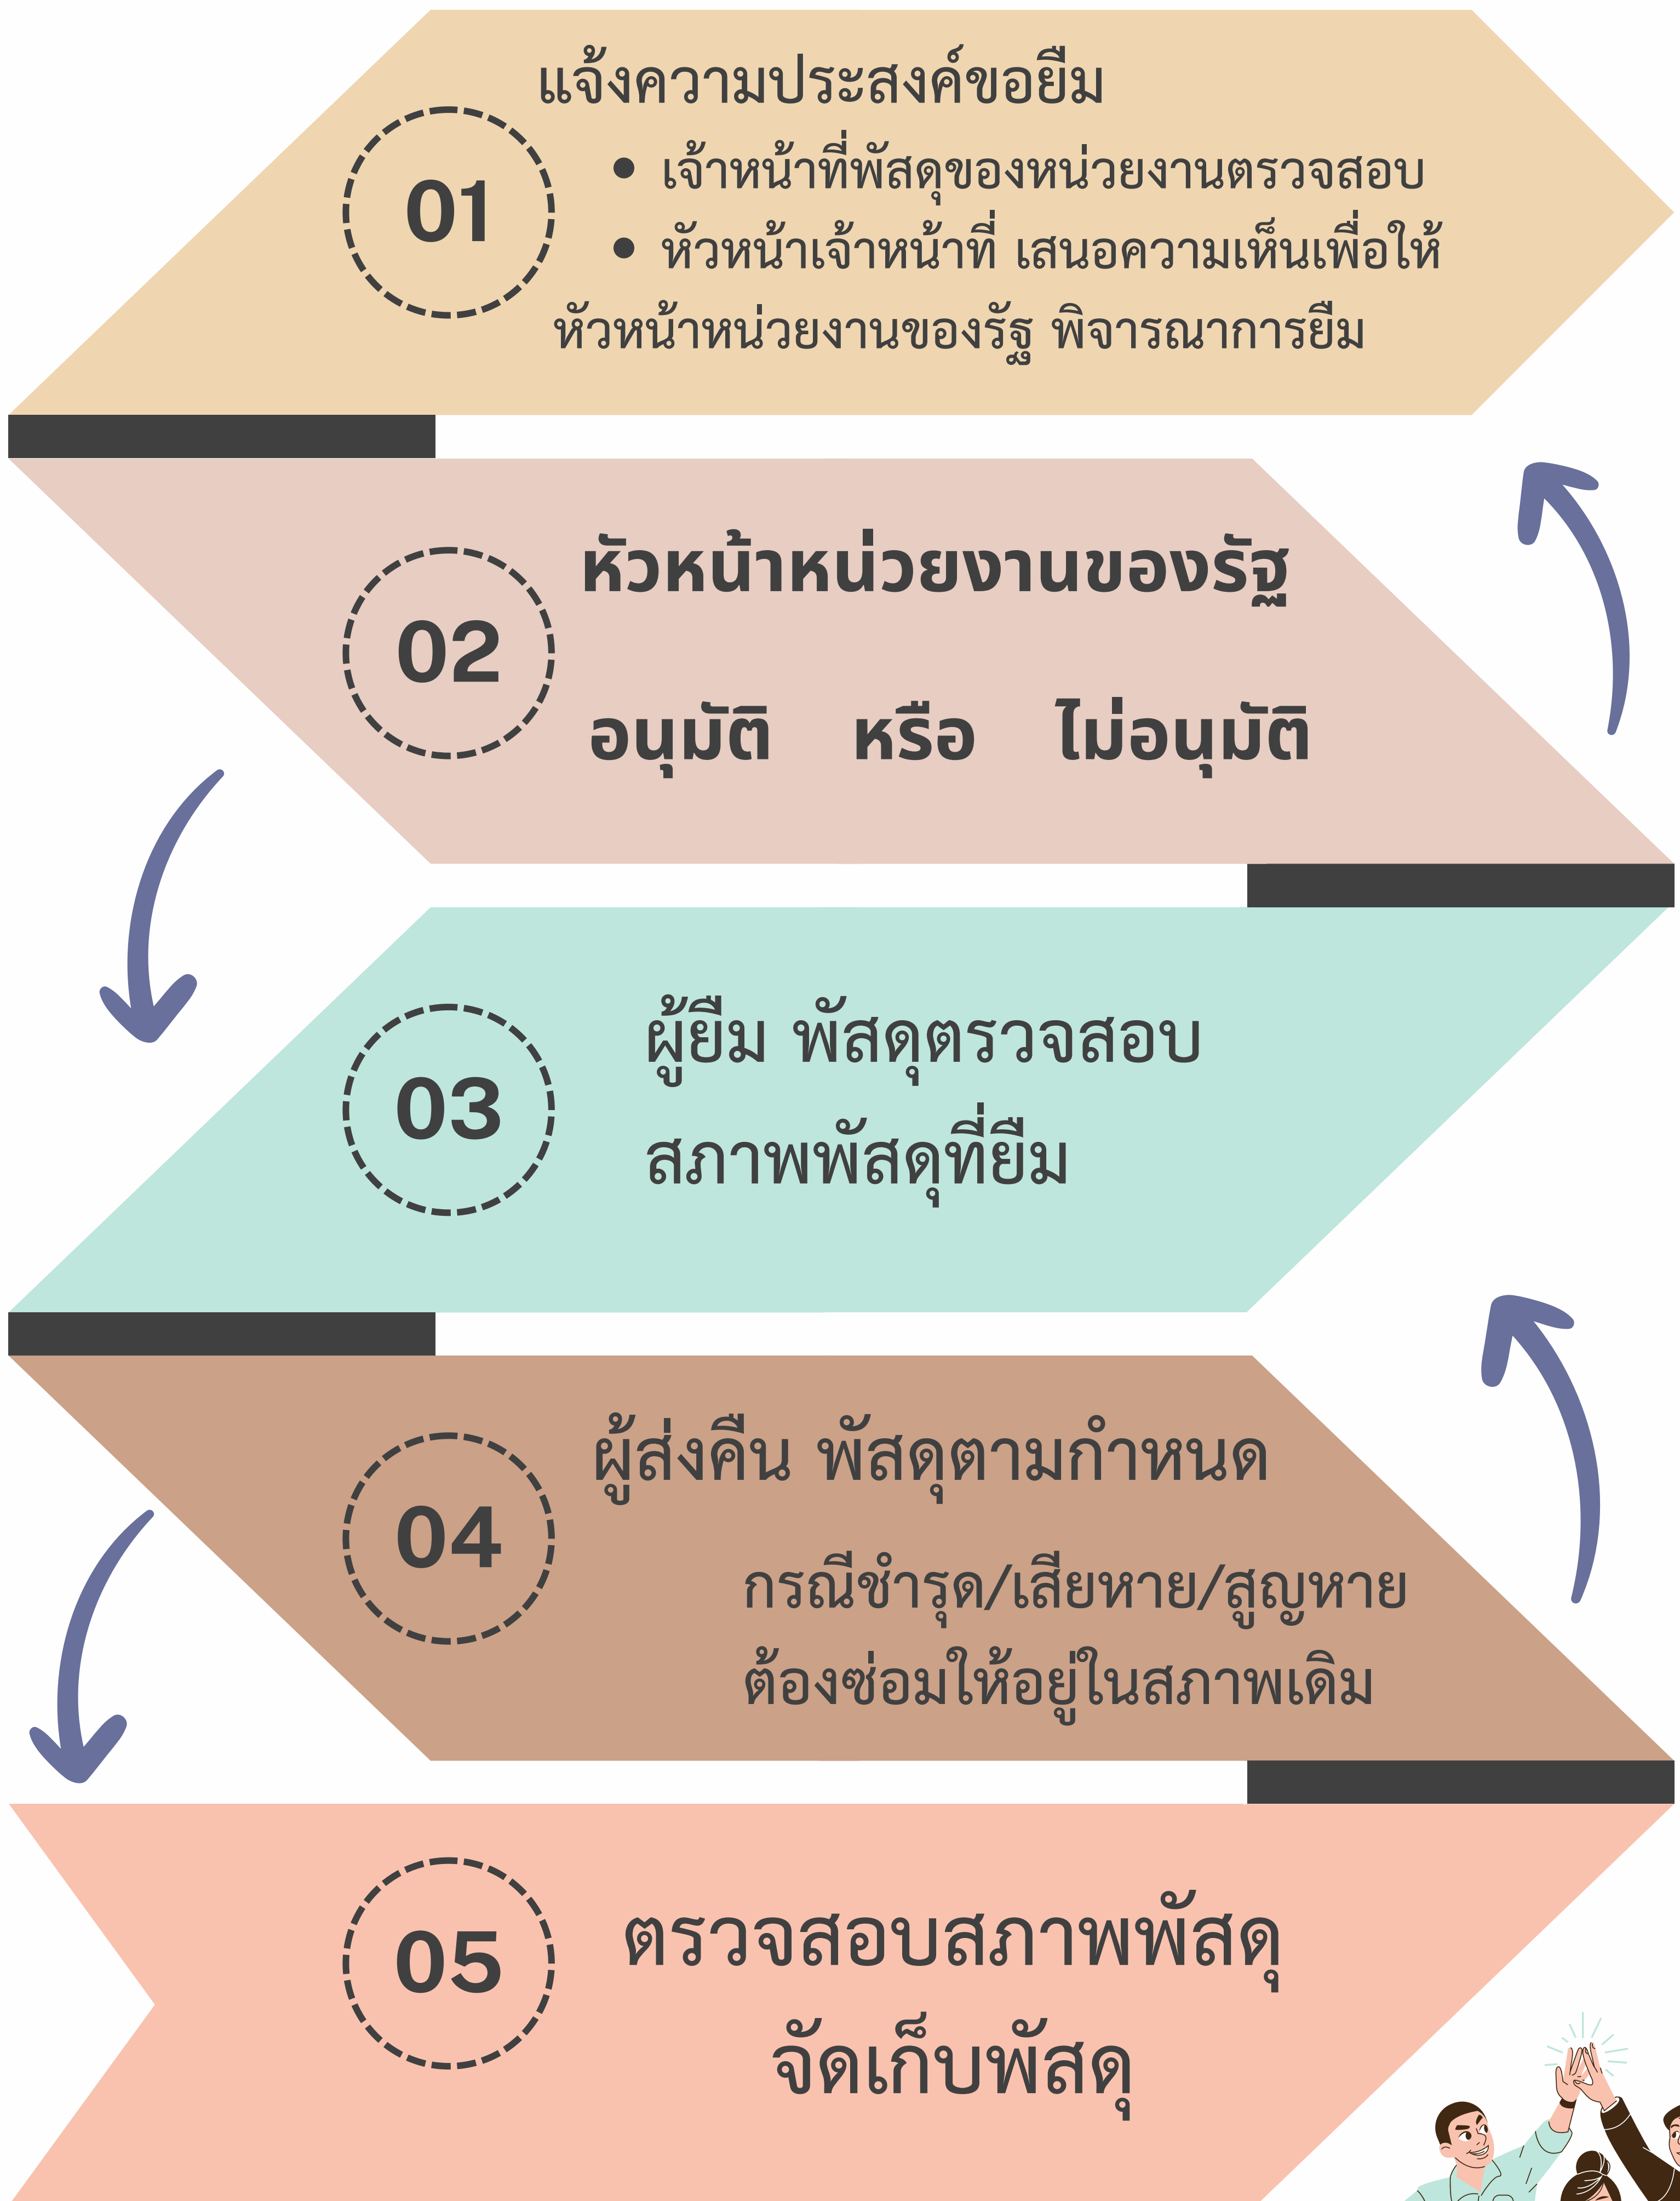 แจ้งความประสงค์ขอยืม
01
• เจ้าหน้าที่พัสดุของหน่วยงานตรวจสอบ
• หัวหน้าเจ้าหน้าที่ เสนอความเห็นเพื่อให้
หัวหน้าหน่วยงานของรัฐ พิจารณาการยืม
02
หัวหน้าหน่วยงานของรัฐ
อนุมัติ หรือ ไม่อนุมัติ
03
ผู้ยืม พัสดุตรวจสอบ
สภาพพัสดุที่ยืม
04
ผู้ส่งคืน พัสดุตามกำหนด
กรณีชำรุด/เสียหาย/สูญหาย
ต้องซ่อมให้อยู่ในสภาพเดิม
05
ตรวจสอบสภาพพัสดุ
จัดเก็บพัสดุ